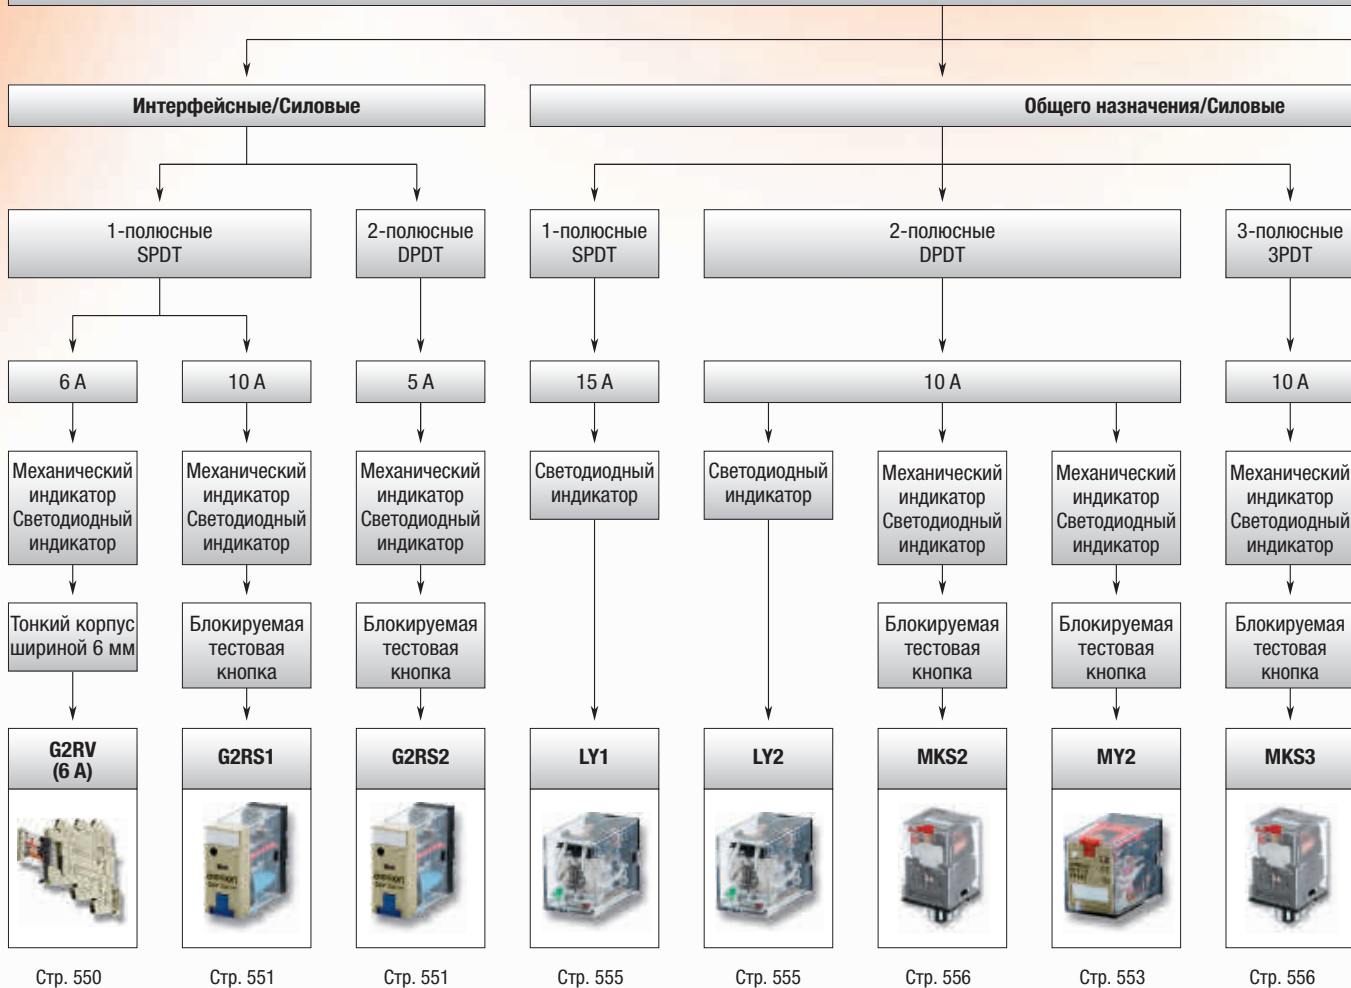 Интерфейсные/Силовые
Общего назначения/Силовые
1-полюсные
SPDT
2-полюсные
DPDT
1-полюсные
SPDT
2-полюсные
DPDT
3-полюсные
3PDT
6 A
10 A
5 A
15 A
10 A
10 A
Механический
индикатор
Светодиодный
индикатор
Механический
индикатор
Светодиодный
индикатор
Механический
индикатор
Светодиодный
индикатор
Светодиодный
индикатор
Светодиодный
индикатор
Механический
индикатор
Светодиодный
индикатор
Механический
индикатор
Светодиодный
индикатор
Механический
индикатор
Светодиодный
индикатор
Тонкий корпус
шириной 6 мм
Блокируемая
тестовая
кнопка
Блокируемая
тестовая
кнопка
Блокируемая
тестовая
кнопка
Блокируемая
тестовая
кнопка
Блокируемая
тестовая
кнопка
G2RV
(6 A)
G2RS1
G2RS2
LY1
LY2
MKS2
MY2
MKS3
Стр. 550
Стр. 551
Стр. 551
Стр. 555
Стр. 555
Стр. 556
Стр. 553
Стр. 556